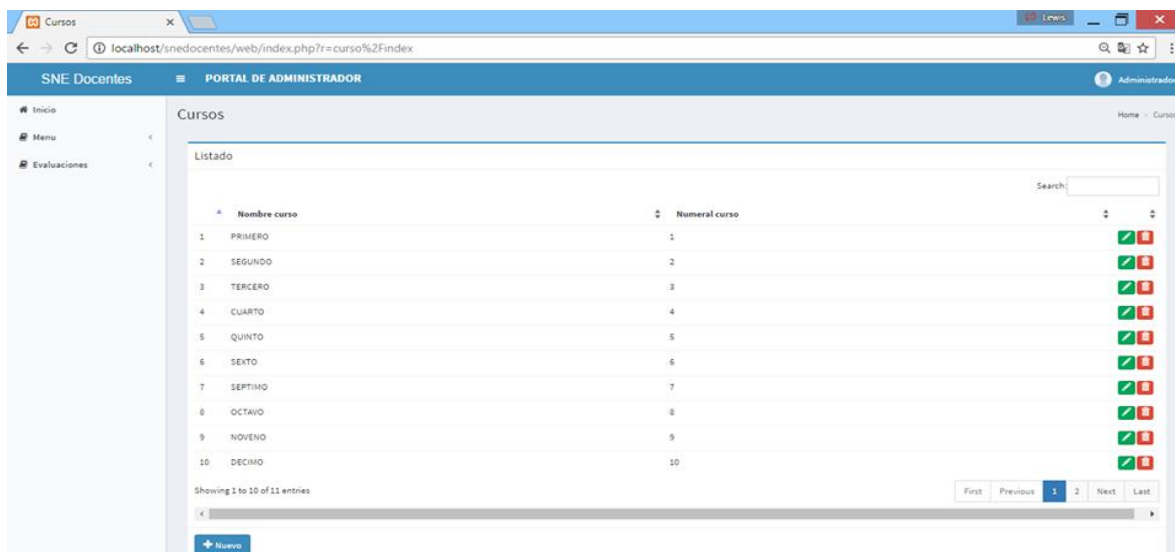 Cursos
Lewis
localhost/snedocentes/web/index.php?r=curso%2Findex
SNE Docentes PORTAL DE ADMINISTRADOR Administrador
Inicio
Menu
Evaluaciones
Cursos Home > Cursos
Listado
Search:
Nombre curso Numeral curso
1 PRIMERO 1
2 SEGUNDO 2
3 TERCERO 3
4 CUARTO 4
5 QUINTO 5
6 SEXTO 6
7 SEPTIMO 7
8 OCTAVO 8
9 NOVENO 9
10 DECIMO 10
Showing 1 to 10 of 11 entries First Previous 1 2 Next Last
+ Nuevo